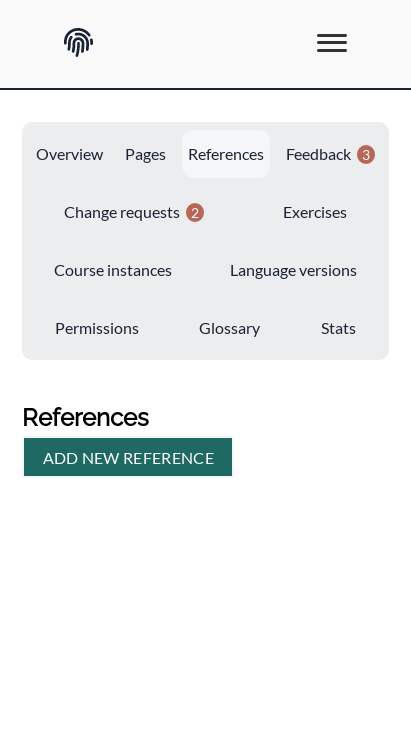 Overview Pages References Feedback 3
Change requests 2 Exercises
Course instances Language versions
Permissions Glossary Stats
References
ADD NEW REFERENCE